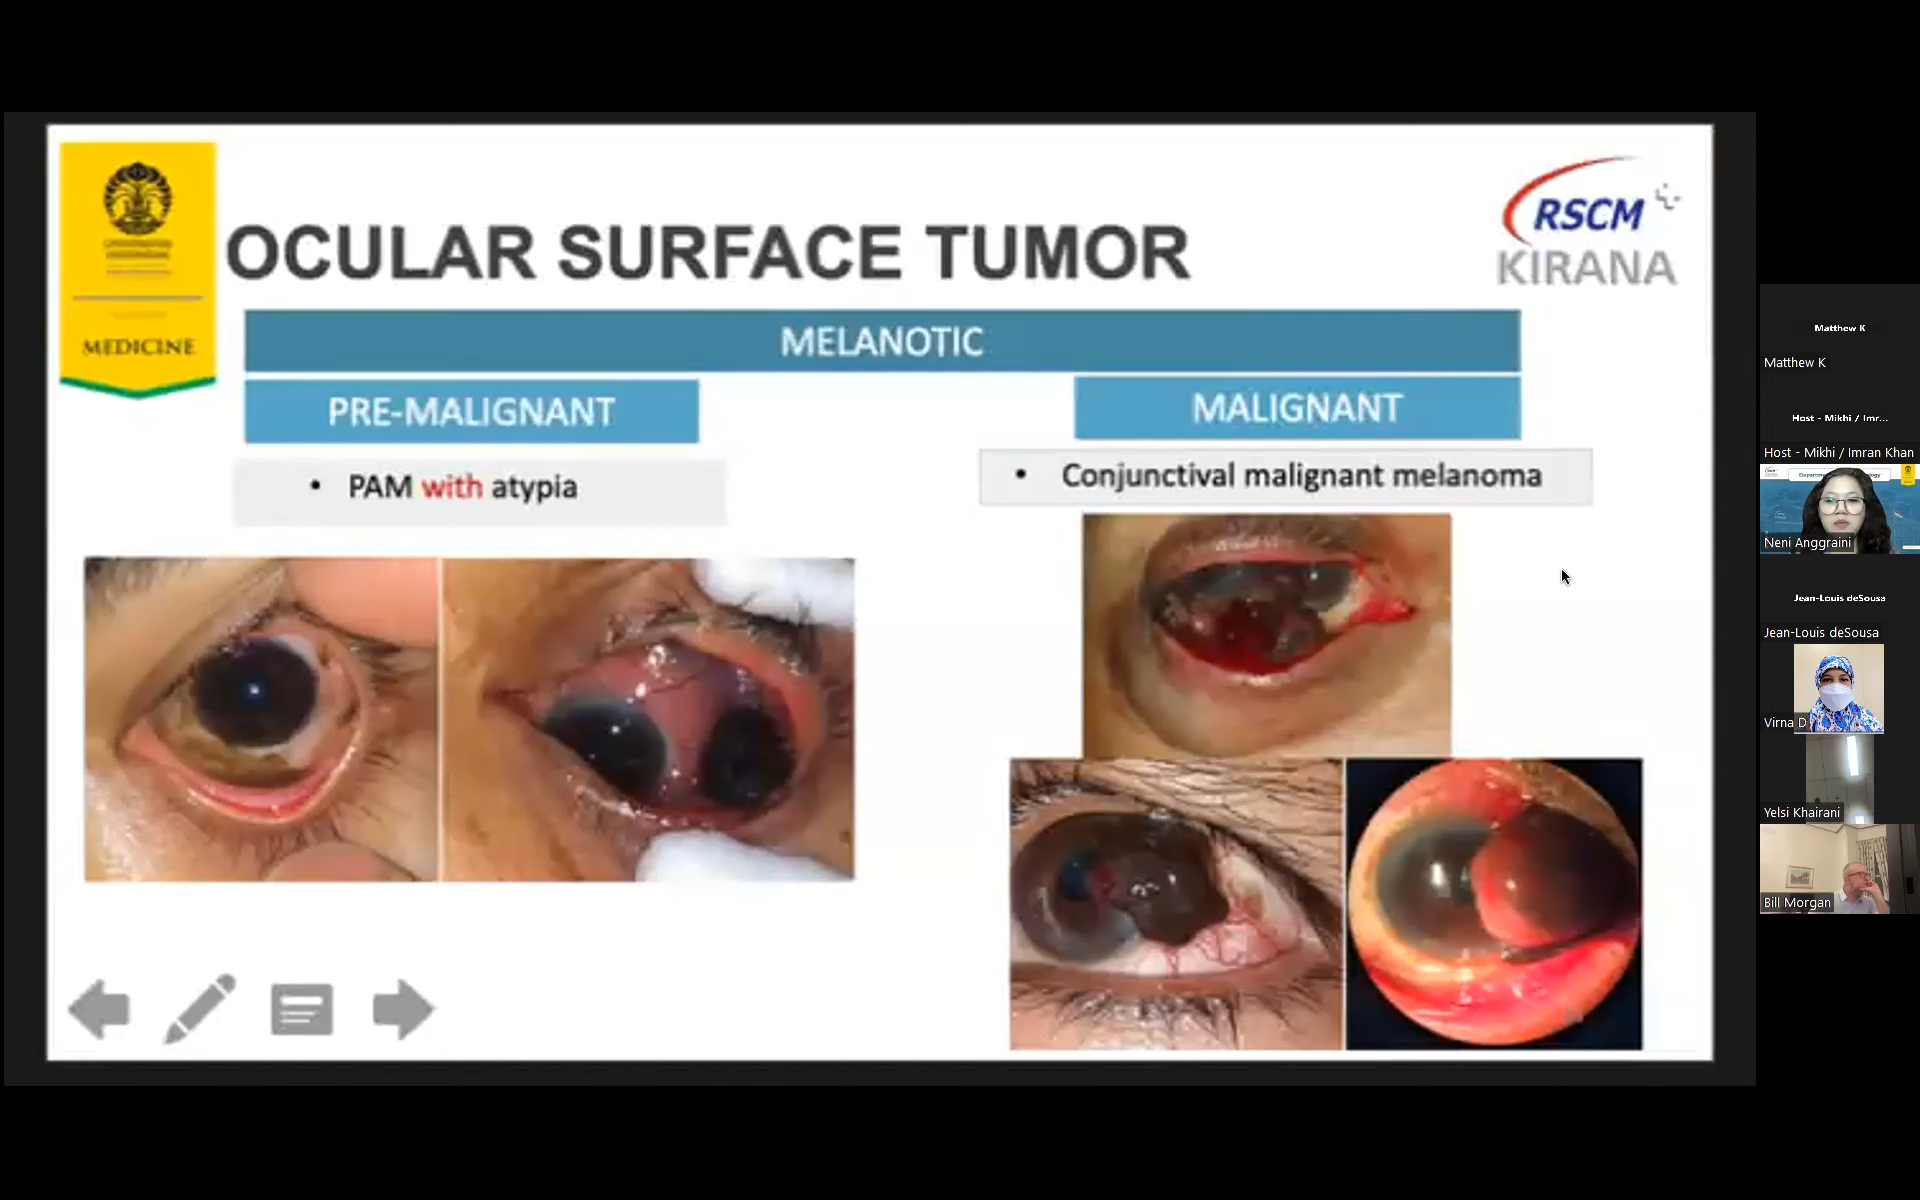 OCULAR SURFACE TUMOR
RSCM
KIRANA
MEDICINE
MELANOTIC
PRE-MALIGNANT
MALIGNANT
• PAM with atypia
• Conjunctival malignant melanoma
Matthew K
Matthew K
Host - Mikhi / Imr...
Host - Mikhi / Imran Khan
Neni Anggraini
Jean-Louis deSousa
Jean-Louis deSousa
Virna D
Yelsi Khairani
Bill Morgan